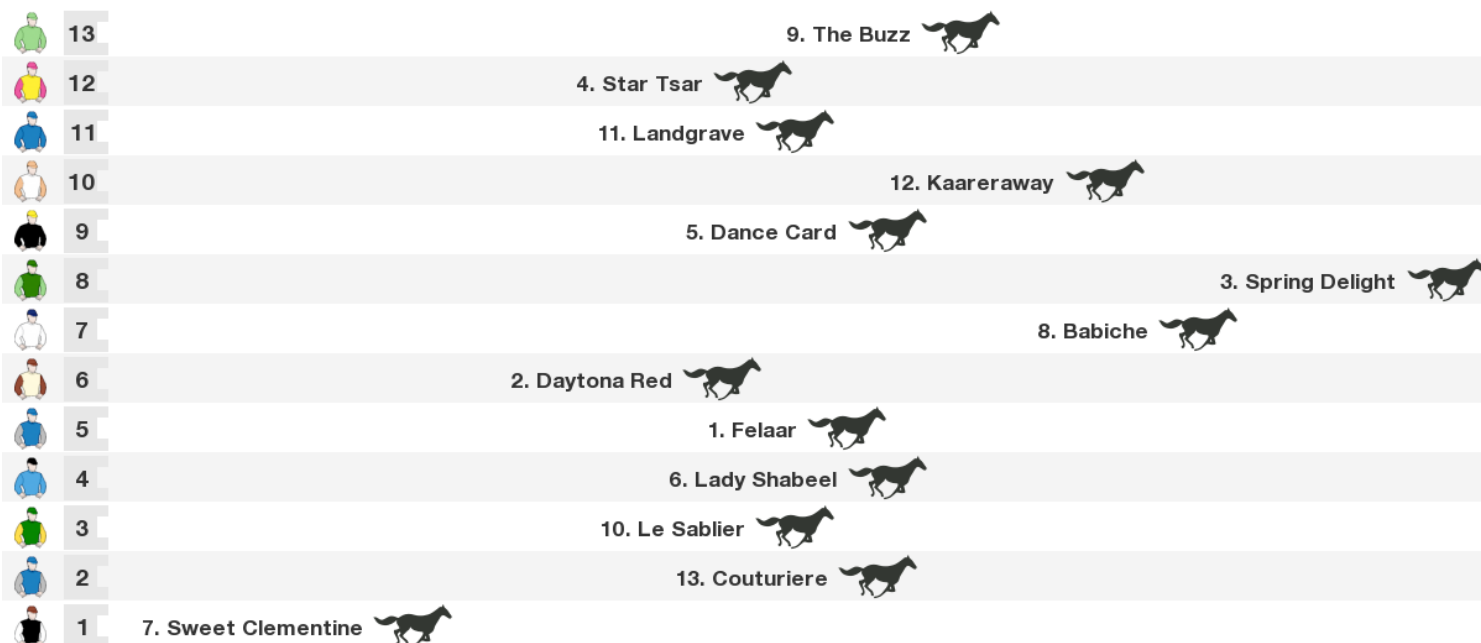 13 9. The Buzz
12 4. Star Tsar
11 11. Landgrave
10 12. Kaareraway
9 5. Dance Card
8 3. Spring Delight
7 8. Babiche
6 2. Daytona Red
5 1. Felaar
4 6. Lady Shabeel
3 10. Le Sablier
2 13. Couturiere
1 7. Sweet Clementine